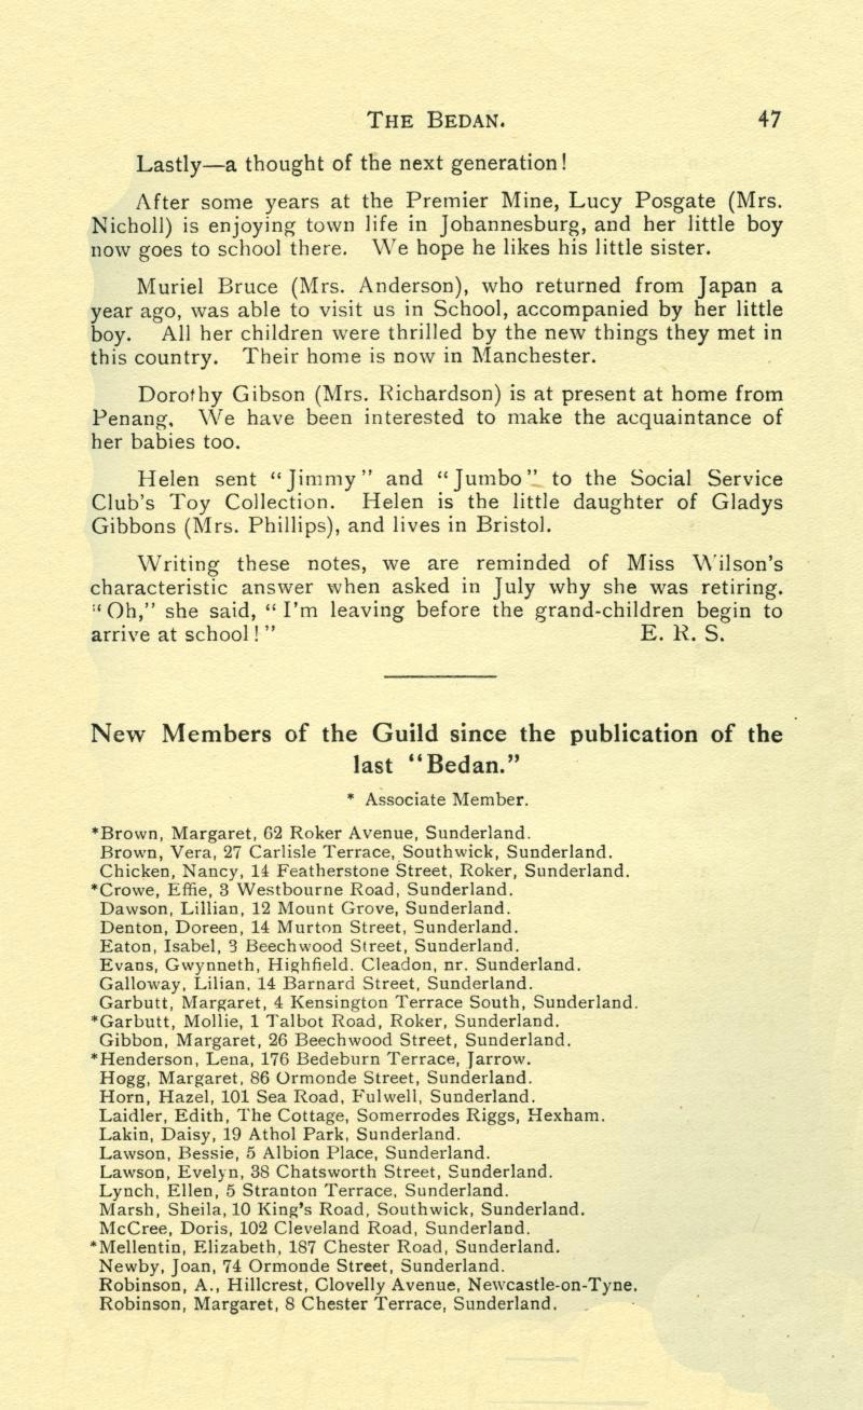 THE BEDAN. 47
Lastly—a thought of the next generation!
After some years at the Premier Mine, Lucy Posgate (Mrs.
Nicholl) is enjoying town life in Johannesburg, and her little boy
now goes to school there. We hope he likes his little sister.
Muriel Bruce (Mrs. Anderson), who returned from Japan a
year ago, was able to visit us in School, accompanied by her little
boy. All her children were thrilled by the new things they met in
this country. Their home is now in Manchester.
Dorothy Gibson (Mrs. Richardson) is at present at home from
Penang. We have been interested to make the acquaintance of
her babies too.
Helen sent "Jimmy" and "Jumbo" to the Social Service
Club's Toy Collection. Helen is the little daughter of Gladys
Gibbons (Mrs. Phillips), and lives in Bristol.
Writing these notes, we are reminded of Miss Wilson's
characteristic answer when asked in July why she was retiring.
"Oh," she said, "I'm leaving before the grand-children begin to
arrive at school!" E. R. S.
New Members of the Guild since the publication of the
last "Bedan."
* Associate Member.
*Brown, Margaret, 62 Roker Avenue, Sunderland.
Brown, Vera, 27 Carlisle Terrace, Southwick, Sunderland.
Chicken, Nancy, 14 Featherstone Street, Roker, Sunderland.
*Crowe, Effie, 3 Westbourne Road, Sunderland.
Dawson, Lillian, 12 Mount Grove, Sunderland.
Denton, Doreen, 14 Murton Street, Sunderland.
Eaton, Isabel, 3 Beechwood Street, Sunderland.
Evans, Gwynneth, Highfield. Cleadon, nr. Sunderland.
Galloway, Lilian, 14 Barnard Street, Sunderland.
Garbutt, Margaret, 4 Kensington Terrace South, Sunderland.
*Garbutt, Mollie, 1 Talbot Road, Roker, Sunderland.
Gibbon, Margaret, 26 Beechwood Street, Sunderland.
*Henderson, Lena, 176 Bedeburn Terrace, Jarrow.
Hogg, Margaret, 86 Ormonde Street, Sunderland.
Horn, Hazel, 101 Sea Road, Fulwell, Sunderland.
Laidler, Edith, The Cottage, Somerrodes Riggs, Hexham.
Lakin, Daisy, 19 Athol Park, Sunderland.
Lawson, Bessie, 5 Albion Place, Sunderland.
Lawson, Evelyn, 38 Chatsworth Street, Sunderland.
Lynch, Ellen, 5 Stranton Terrace, Sunderland.
Marsh, Sheila, 10 King's Road, Southwick, Sunderland.
McCree, Doris, 102 Cleveland Road, Sunderland.
*Mellentin, Elizabeth, 187 Chester Road, Sunderland.
Newby, Joan, 74 Ormonde Street, Sunderland.
Robinson, A., Hillcrest, Clovelly Avenue, Newcastle-on-Tyne.
Robinson, Margaret, 8 Chester Terrace, Sunderland.